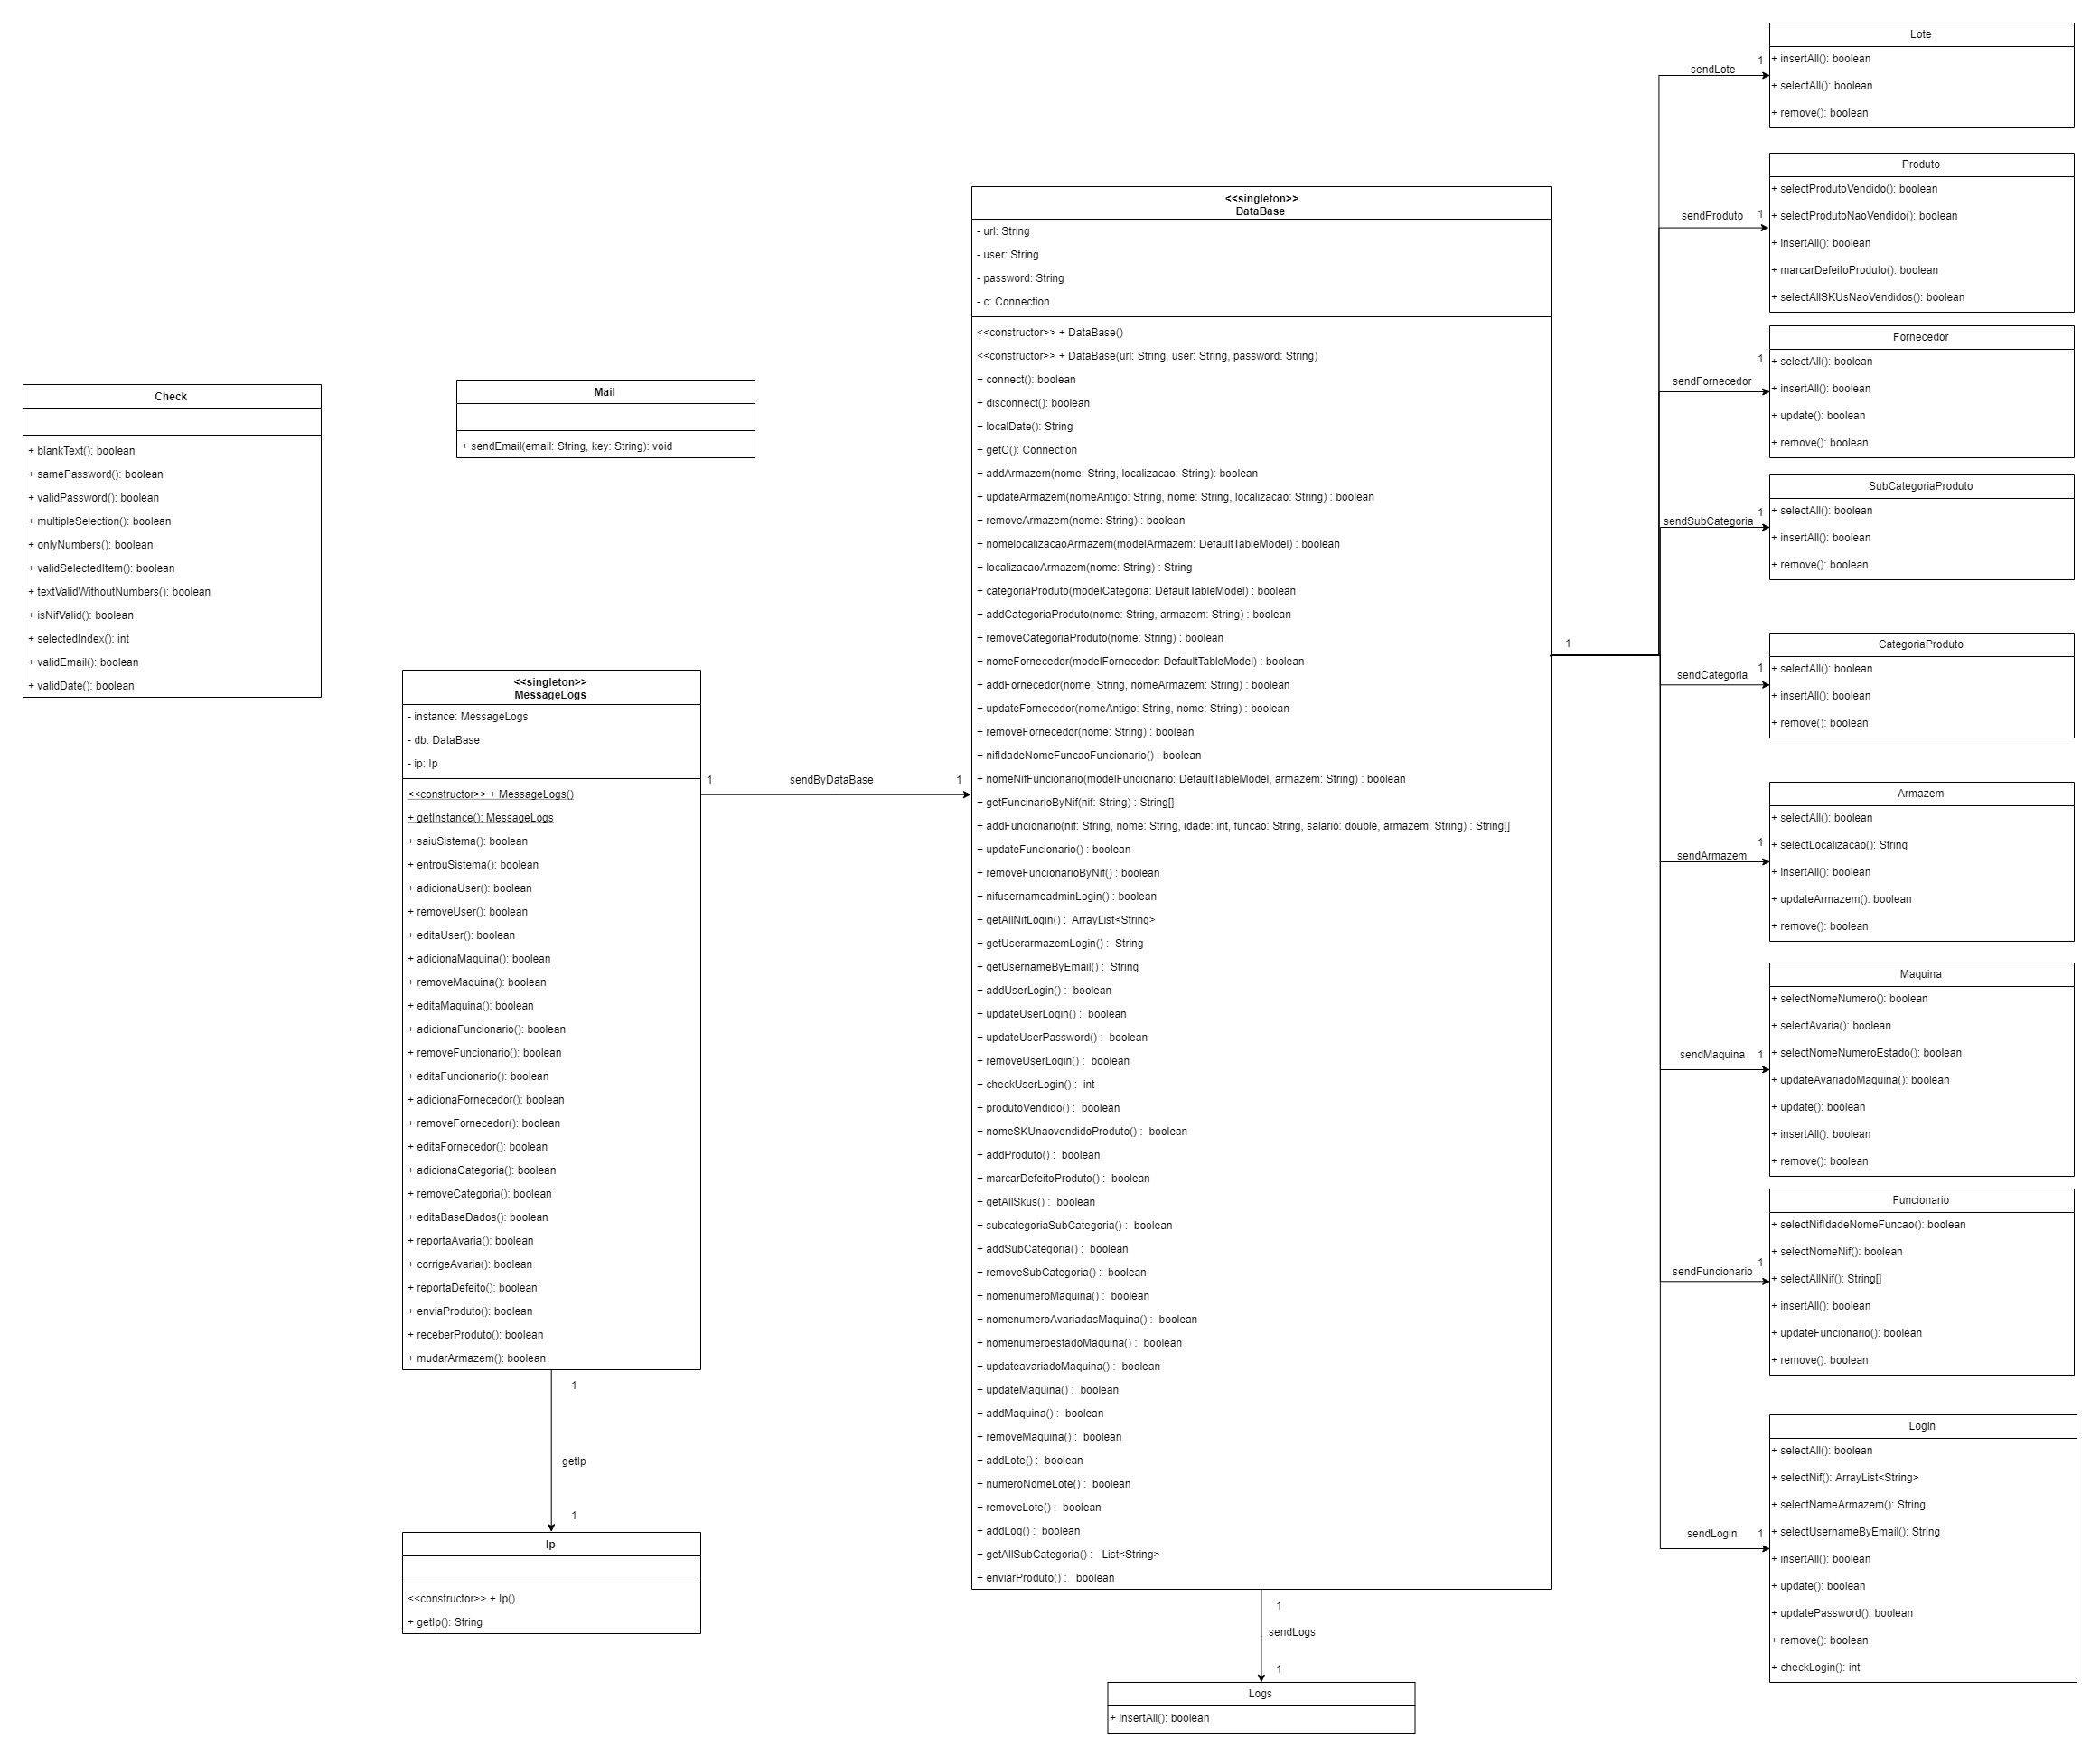 Check
+ blankText(): boolean
+ samePassword(): boolean
+ validPassword(): boolean
+ multipleSelection(): boolean
+ onlyNumbers(): boolean
+ validSelectedItem(): boolean
+ textValidWithoutNumbers(): boolean
+ isNifValid(): boolean
+ selectedIndex(): int
+ validEmail(): boolean
+ validDate(): boolean
Mail
+ sendEmail(email: String, key: String): void
<<singleton>>
MessageLogs
- instance: MessageLogs
- db: DataBase
- ip: Ip
<<constructor>> + MessageLogs()
+ getInstance(): MessageLogs
+ saiuSistema(): boolean
+ entrouSistema(): boolean
+ adicionaUser(): boolean
+ removeUser(): boolean
+ editaUser(): boolean
+ adicionaMaquina(): boolean
+ removeMaquina(): boolean
+ editaMaquina(): boolean
+ adicionaFuncionario(): boolean
+ removeFuncionario(): boolean
+ editaFuncionario(): boolean
+ adicionaFornecedor(): boolean
+ removeFornecedor(): boolean
+ editaFornecedor(): boolean
+ adicionaCategoria(): boolean
+ removeCategoria(): boolean
+ editaBaseDados(): boolean
+ reportaAvaria(): boolean
+ corrigeAvaria(): boolean
+ reportaDefeito(): boolean
+ enviaProduto(): boolean
+ receberProduto(): boolean
+ mudarArmazem(): boolean
1
getIp
1
Ip
<<constructor>> + Ip()
+ getIp(): String
1 sendByDataBase 1
<<singleton>>
DataBase
- url: String
- user: String
- password: String
- c: Connection
<<constructor>> + DataBase()
<<constructor>> + DataBase(url: String, user: String, password: String)
+ connect(): boolean
+ disconnect(): boolean
+ localDate(): String
+ getC(): Connection
+ addArmazem(nome: String, localizacao: String): boolean
+ updateArmazem(nomeAntigo: String, nome: String, localizacao: String) : boolean
+ removeArmazem(nome: String) : boolean
+ nomelocalizacaoArmazem(modelArmazem: DefaultTableModel) : boolean
+ localizacaoArmazem(nome: String) : String
+ categoriaProduto(modelCategoria: DefaultTableModel) : boolean
+ addCategoriaProduto(nome: String, armazem: String) : boolean
+ removeCategoriaProduto(nome: String) : boolean
+ nomeFornecedor(modelFornecedor: DefaultTableModel) : boolean
+ addFornecedor(nome: String, nomeArmazem: String) : boolean
+ updateFornecedor(nomeAntigo: String, nome: String) : boolean
+ removeFornecedor(nome: String) : boolean
+ nifIdadeNomeFuncaoFuncionario() : boolean
+ nomeNifFuncionario(modelFuncionario: DefaultTableModel, armazem: String) : boolean
+ getFuncinarioByNif(nif: String) : String[]
+ addFuncionario(nif: String, nome: String, idade: int, funcao: String, salario: double, armazem: String) : String[]
+ updateFuncionario() : boolean
+ removeFuncionarioByNif() : boolean
+ nifusernameadminLogin() : boolean
+ getAllNifLogin() : ArrayList<String>
+ getUserarmazemLogin() : String
+ getUsernameByEmail() : String
+ addUserLogin() : boolean
+ updateUserLogin() : boolean
+ updateUserPassword() : boolean
+ removeUserLogin() : boolean
+ checkUserLogin() : int
+ produtoVendido() : boolean
+ nomeSKUnaovendidoProduto() : boolean
+ addProduto() : boolean
+ marcarDefeitoProduto() : boolean
+ getAllSkus() : boolean
+ subcategoriaSubCategoria() : boolean
+ addSubCategoria() : boolean
+ removeSubCategoria() : boolean
+ nomenumeroMaquina() : boolean
+ nomenumeroAvariadasMaquina() : boolean
+ nomenumeroestadoMaquina() : boolean
+ updateavariadoMaquina() : boolean
+ updateMaquina() : boolean
+ addMaquina() : boolean
+ removeMaquina() : boolean
+ addLote() : boolean
+ numeroNomeLote() : boolean
+ removeLote() : boolean
+ addLog() : boolean
+ getAllSubCategoria() : List<String>
+ enviarProduto() : boolean
1
sendLogs
1
Logs
+ insertAll(): boolean
1
sendLote 1
Lote
+ insertAll(): boolean
+ selectAll(): boolean
+ remove(): boolean
sendProduto 1
Produto
+ selectProdutoVendido(): boolean
+ selectProdutoNaoVendido(): boolean
+ insertAll(): boolean
+ marcarDefeitoProduto(): boolean
+ selectAllSKUsNaoVendidos(): boolean
sendFornecedor 1
Fornecedor
+ selectAll(): boolean
+ insertAll(): boolean
+ update(): boolean
+ remove(): boolean
sendSubCategoria 1
SubCategoriaProduto
+ selectAll(): boolean
+ insertAll(): boolean
+ remove(): boolean
sendCategoria 1
CategoriaProduto
+ selectAll(): boolean
+ insertAll(): boolean
+ remove(): boolean
sendArmazem 1
Armazem
+ selectAll(): boolean
+ selectLocalizacao(): String
+ insertAll(): boolean
+ updateArmazem(): boolean
+ remove(): boolean
sendMaquina 1
Maquina
+ selectNomeNumero(): boolean
+ selectAvaria(): boolean
+ selectNomeNumeroEstado(): boolean
+ updateAvariadoMaquina(): boolean
+ update(): boolean
+ insertAll(): boolean
+ remove(): boolean
sendFuncionario 1
Funcionario
+ selectNifIdadeNomeFuncao(): boolean
+ selectNomeNif(): boolean
+ selectAllNif(): String[]
+ insertAll(): boolean
+ updateFuncionario(): boolean
+ remove(): boolean
sendLogin 1
Login
+ selectAll(): boolean
+ selectNif(): ArrayList<String>
+ selectNameArmazem(): String
+ selectUsernameByEmail(): String
+ insertAll(): boolean
+ update(): boolean
+ updatePassword(): boolean
+ remove(): boolean
+ checkLogin(): int